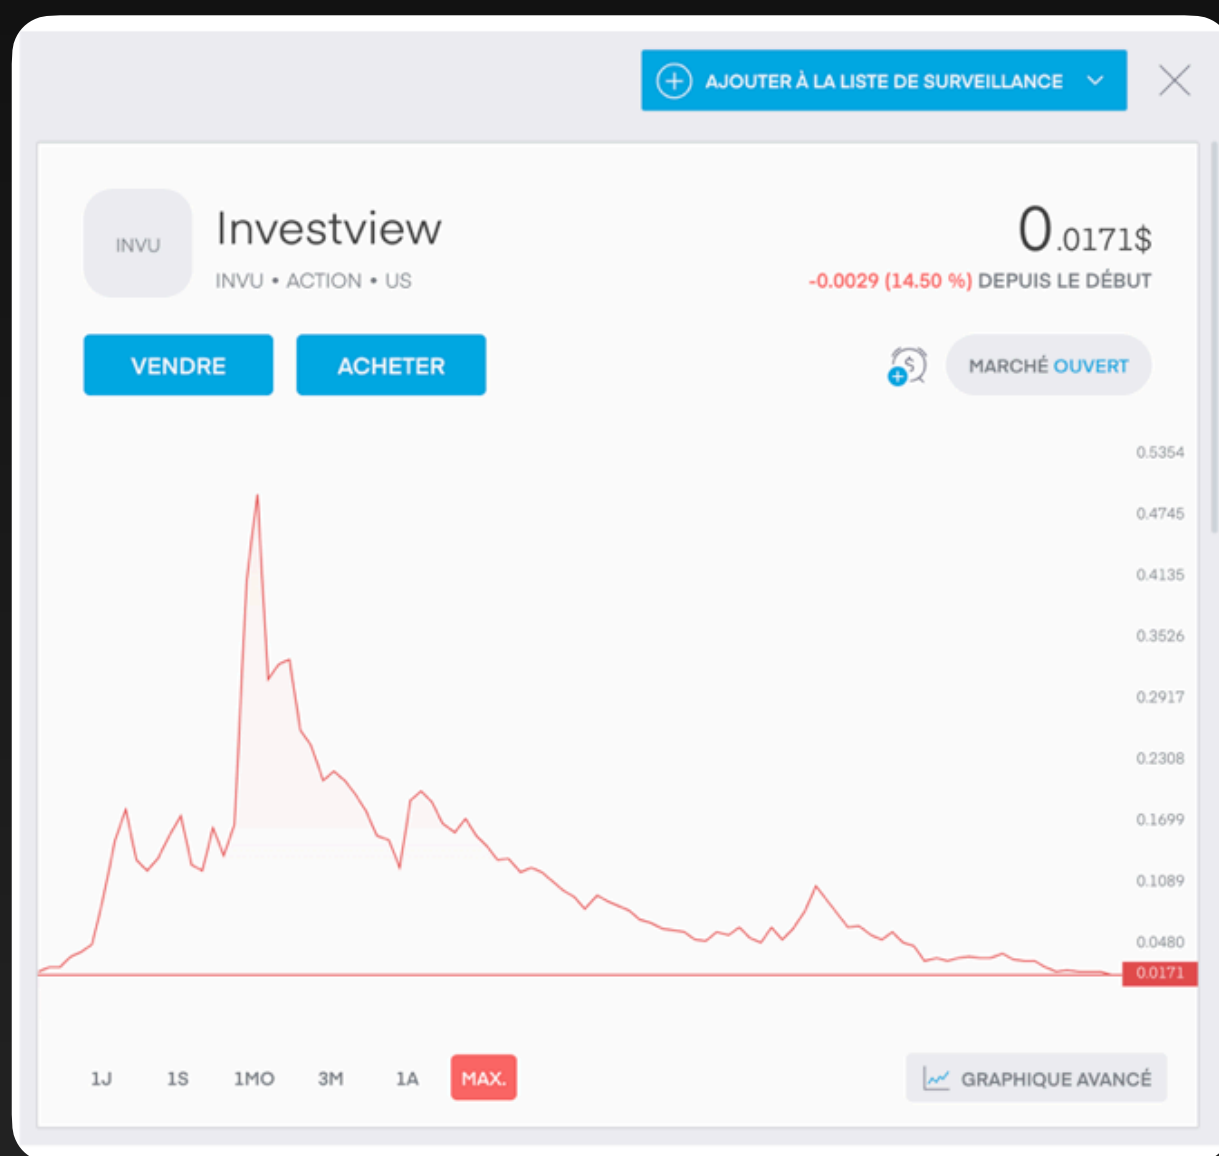 AJOUTER À LA LISTE DE SURVEILLANCE
INVU
Investview
INVU • ACTION • US
0.0171$
-0.0029 (14.50 %) DEPUIS LE DÉBUT
VENDRE
ACHETER
$
MARCHÉ OUVERT
0.5354
0.4745
0.4135
0.3526
0.2917
0.2308
0.1699
0.1089
0.0480
0.0171
1J
1S
1MO
3M
1A
MAX.
GRAPHIQUE AVANCÉ